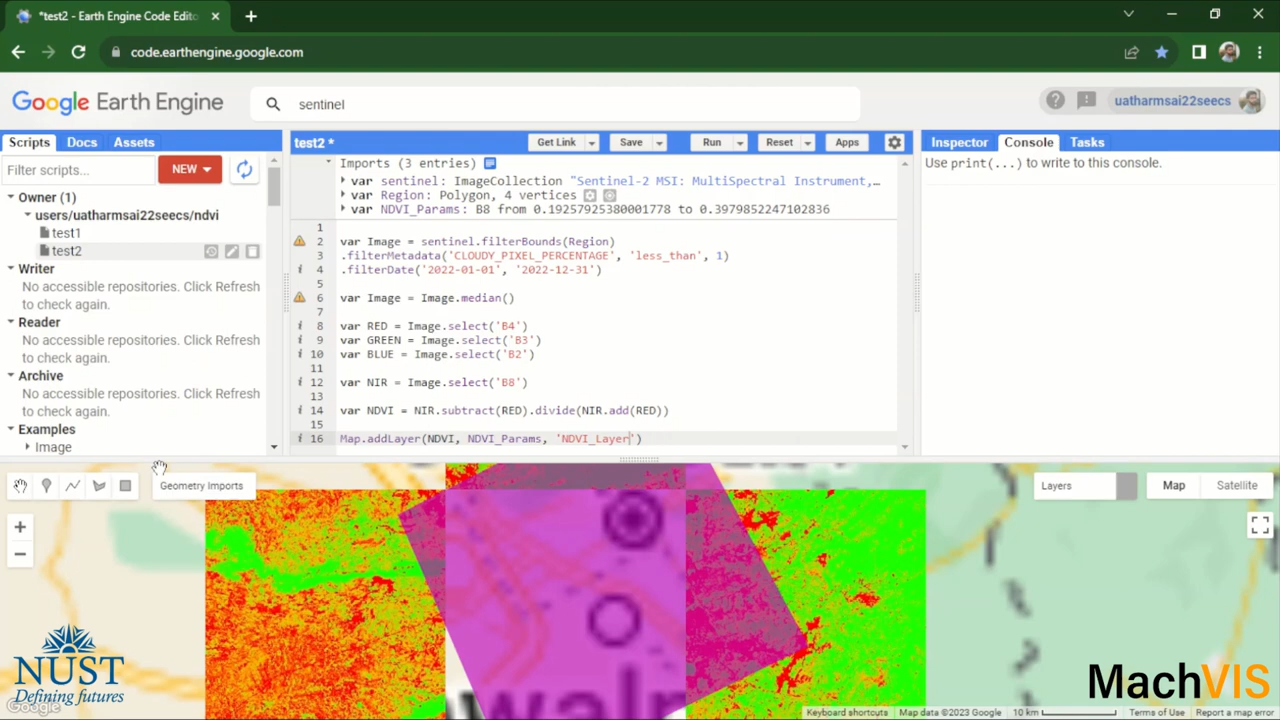 *test2 - Earth Engine Code Edito
code.earthengine.google.com
Google Earth Engine
sentinel
uatharmsai22seecs
Scripts Docs Assets
test2 *
Get Link Save Run Reset Apps
Inspector Console Tasks
Filter scripts...
NEW
Use print(...) to write to this console.
Owner (1)
users/uatharmsai22seecs/ndvi
test1
test2
Writer
No accessible repositories. Click Refresh
to check again.
Reader
No accessible repositories. Click Refresh
to check again.
Archive
No accessible repositories. Click Refresh
to check again.
Examples
Image
Imports (3 entries)
var sentinel: ImageCollection "Sentinel-2 MSI: MultiSpectral Instrument,…
var Region: Polygon, 4 vertices
var NDVI_Params: B8 from 0.19257925380001778 to 0.3979852247102836
1
2 var Image = sentinel.filterBounds(Region)
3 .filterMetadata('CLOUDY_PIXEL_PERCENTAGE', 'less_than', 1)
4 .filterDate('2022-01-01', '2022-12-31')
5
6 var Image = Image.median()
7
8 var RED = Image.select('B4')
9 var GREEN = Image.select('B3')
10 var BLUE = Image.select('B2')
11
12 var NIR = Image.select('B8')
13
14 var NDVI = NIR.subtract(RED).divide(NIR.add(RED))
15
16 Map.addLayer(NDVI, NDVI_Params, 'NDVI_Layer')
Geometry Imports
Layers
Map Satellite
NUST
Defining futures
Google
MachVIS
Keyboard shortcuts Map data ©2023 Google 10 km Terms of Use Report a map error